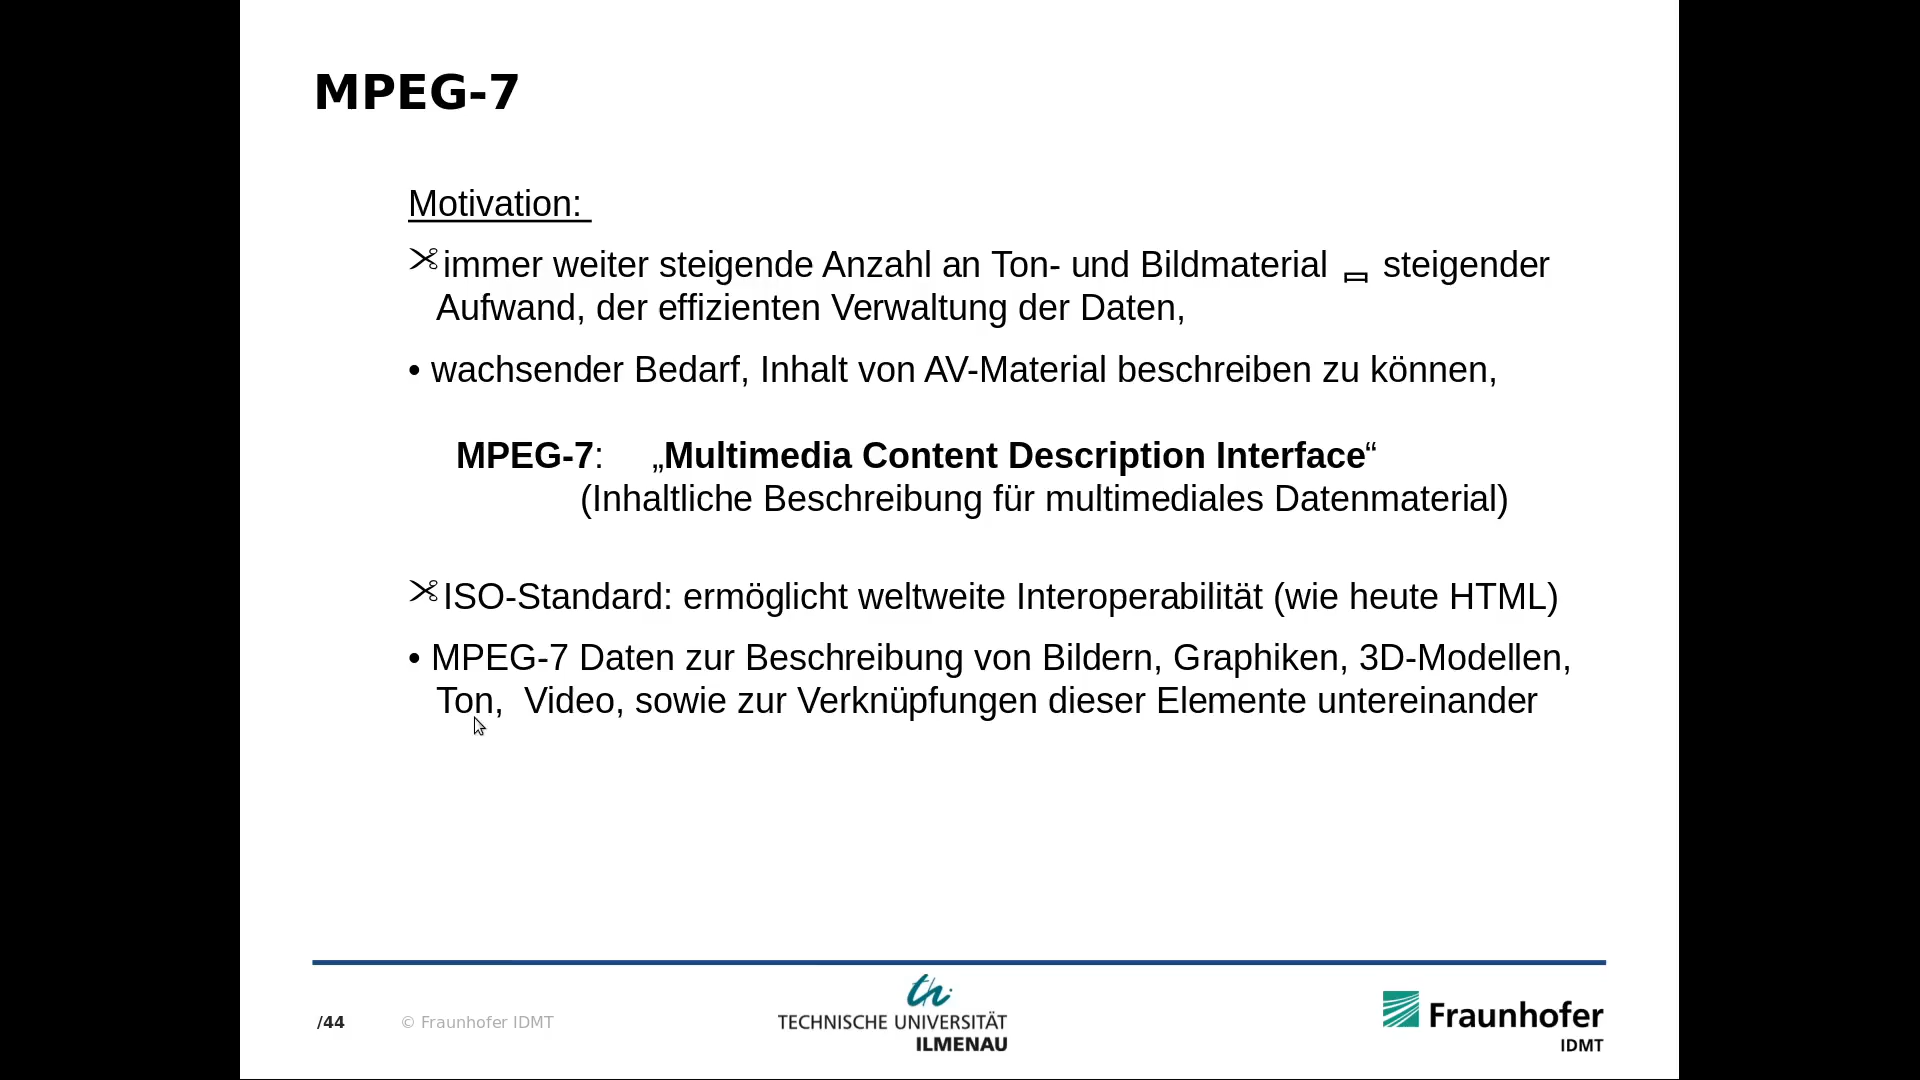 MPEG-7
Motivation:
✂immer weiter steigende Anzahl an Ton- und Bildmaterial ⎵ steigender
Aufwand, der effizienten Verwaltung der Daten,
• wachsender Bedarf, Inhalt von AV-Material beschreiben zu können,
MPEG-7: „Multimedia Content Description Interface“
(Inhaltliche Beschreibung für multimediales Datenmaterial)
✂ISO-Standard: ermöglicht weltweite Interoperabilität (wie heute HTML)
• MPEG-7 Daten zur Beschreibung von Bildern, Graphiken, 3D-Modellen,
Ton, Video, sowie zur Verknüpfungen dieser Elemente untereinander
/44
© Fraunhofer IDMT
th
TECHNISCHE UNIVERSITÄT
ILMENAU
Fraunhofer
IDMT